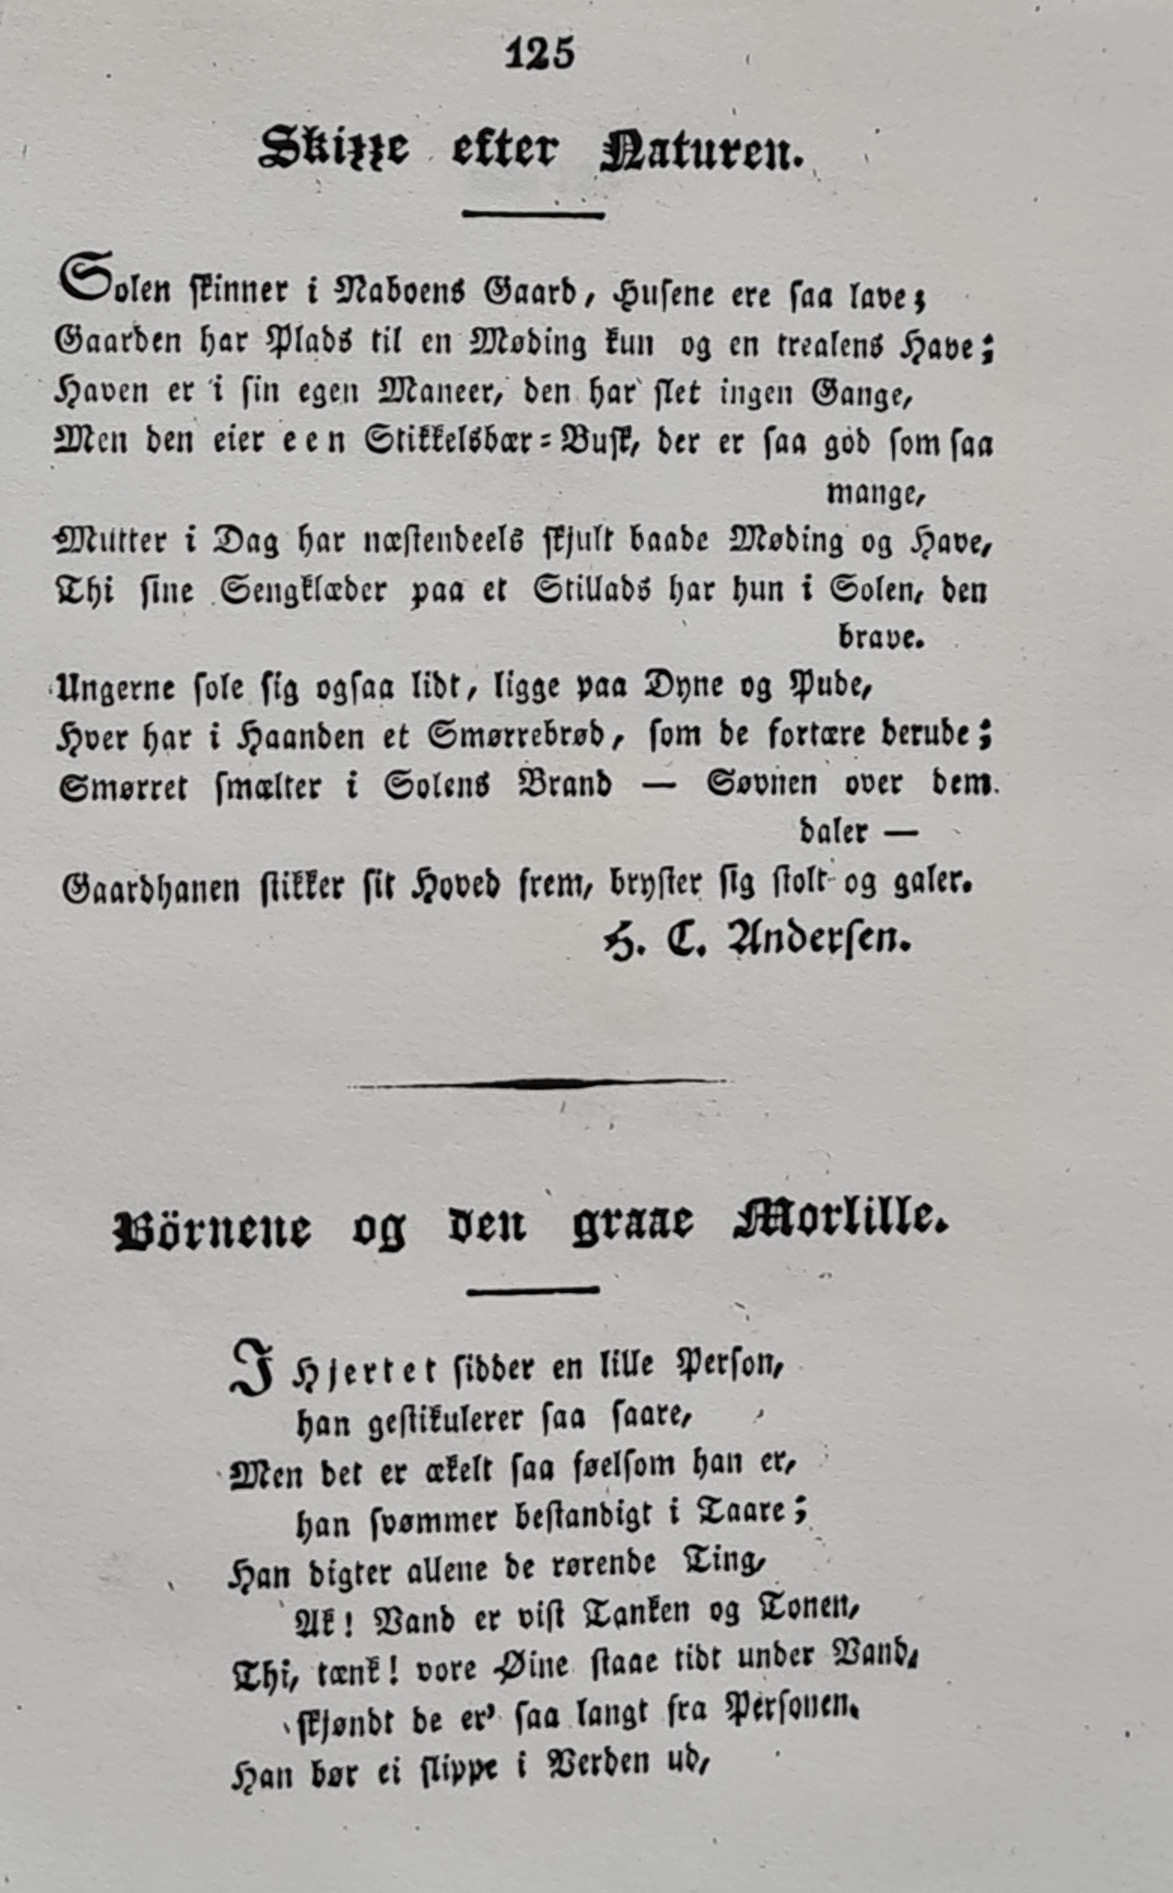 125
Skizze efter Naturen.
Solen skinner i Naboens Gaard, Husene ere saa lave;
Gaarden har Plads til en Møding kun og en trealens Have;
Haven er i sin egen Maneer, den har slet ingen Gange,
Men den eier een Stikkelsbær-Busk, der er saa god som saa
mange,
Mutter i Dag har næstendeels skjult baade Møding og Have,
Thi sine Sengklæder paa et Stillads har hun i Solen, den
brave.
Ungerne sole sig ogsaa lidt, ligge paa Dyne og Pude,
Hver har i Haanden et Smørrebrød, som de fortære derude;
Smørret smælter i Solens Brand — Søvnen over dem
daler —
Gaardhanen stikker sit Hoved frem, bryster sig stolt og galer.
H. C. Andersen.
Börnene og den graae Morlille.
I Hjertet sidder en lille Person,
han gestikulerer saa saare,
Men det er ækelt saa føelsom han er,
han svømmer bestandigt i Taare;
Han digter allene de rørende Ting,
Ak! Vand er vist Tanken og Tonen,
Thi, tænk! vore Øine staae tidt under Vand,
skjøndt de er' saa langt fra Personen.
Han bør ei slippe i Verden ud,